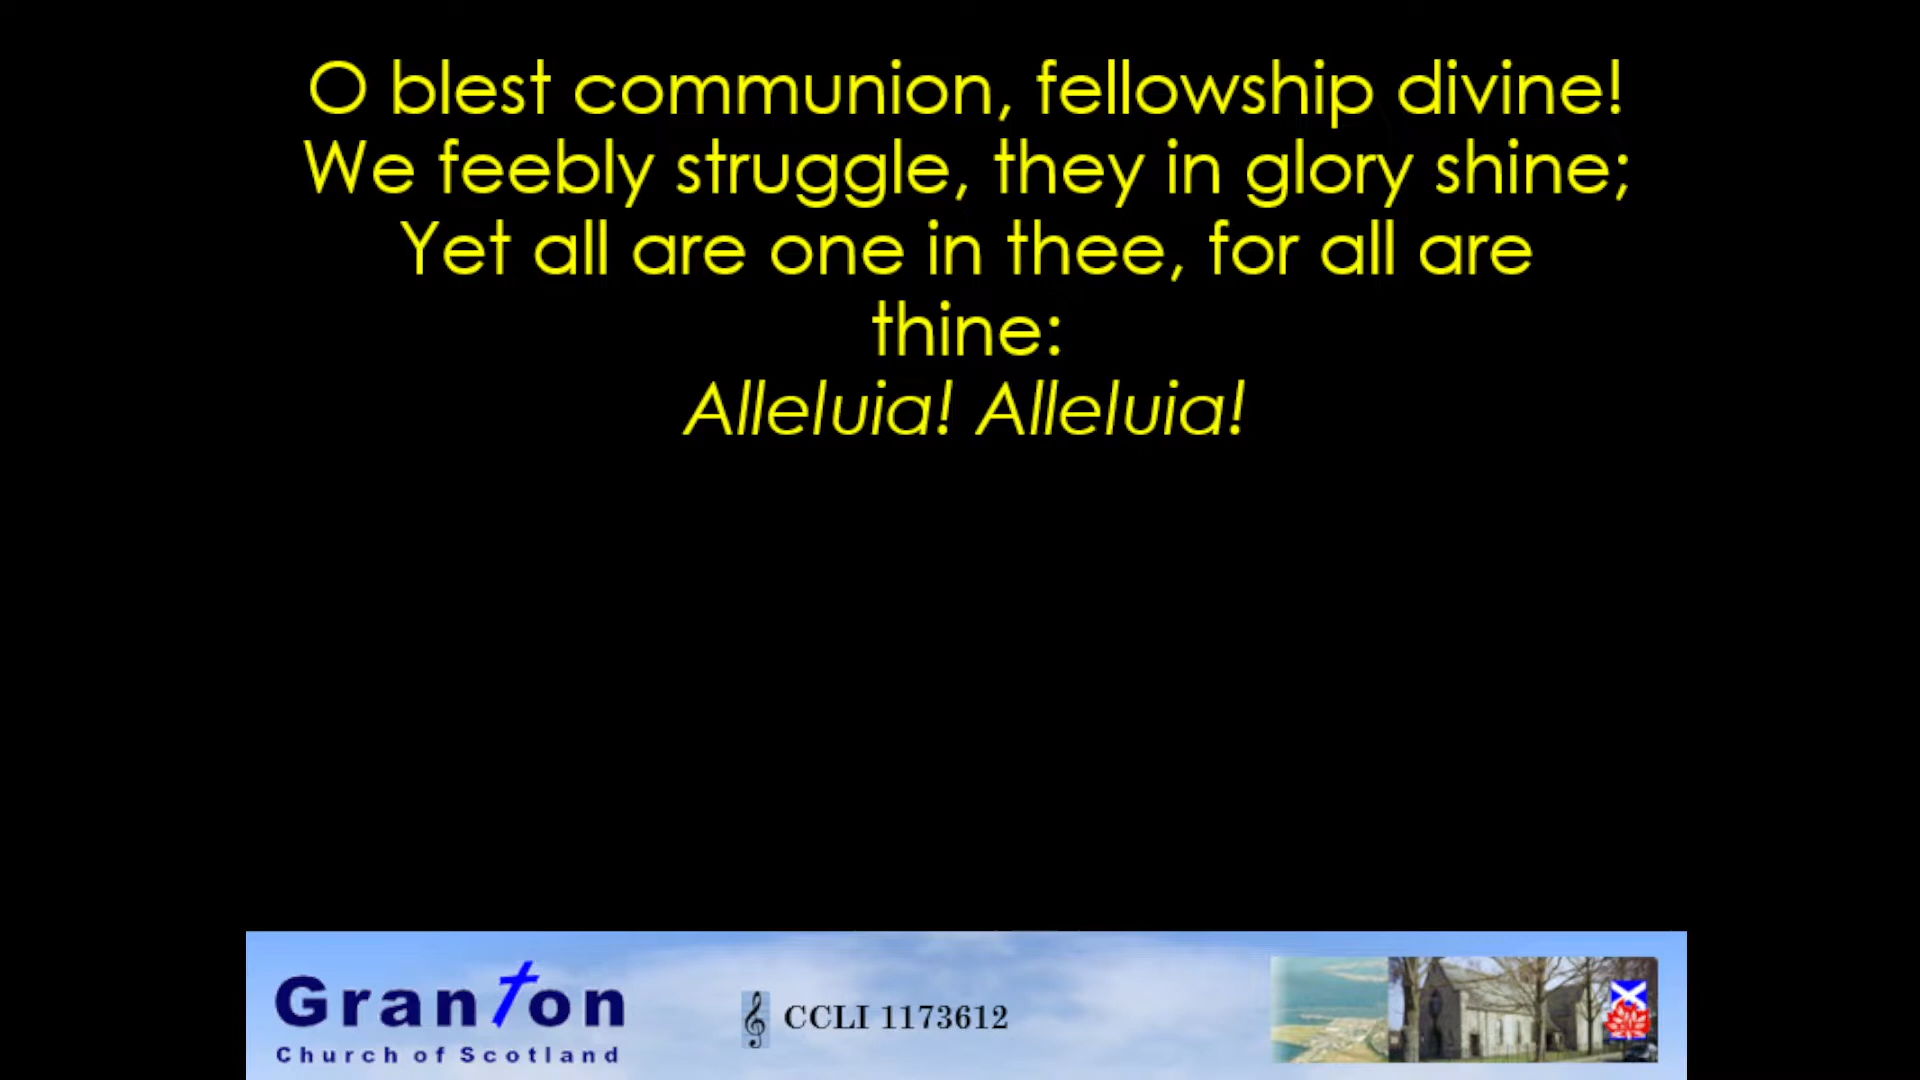 O blest communion, fellowship divine!
We feebly struggle, they in glory shine;
Yet all are one in thee, for all are
thine:
Alleluia! Alleluia!
Granton
Church of Scotland
CCLI 1173612